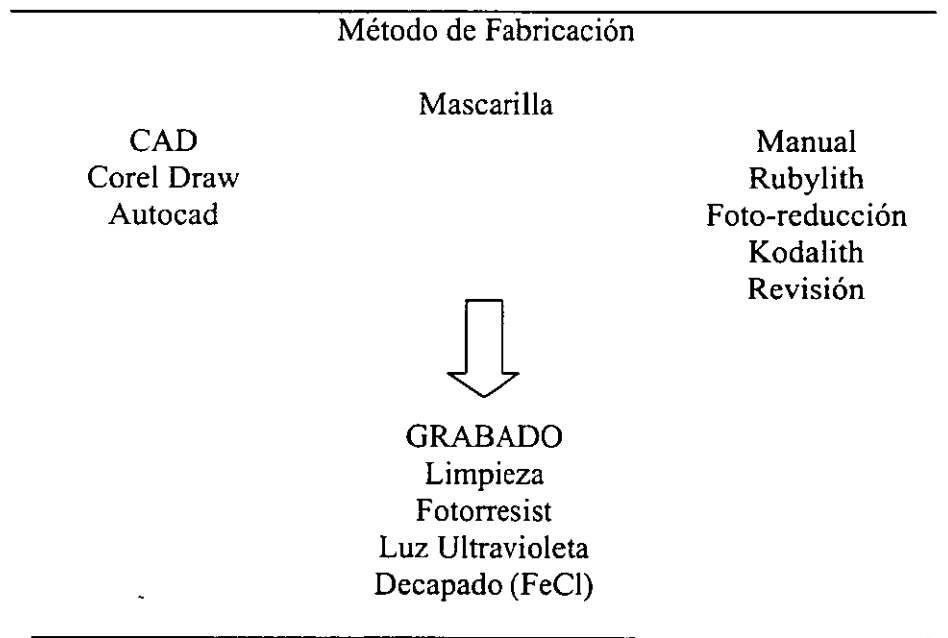 Método de Fabricación
Mascarilla
CAD
Corel Draw
Autocad
Manual
Rubylith
Foto-reducción
Kodalith
Revisión
GRABADO
Limpieza
Fotorresist
Luz Ultravioleta
Decapado (FeCl)